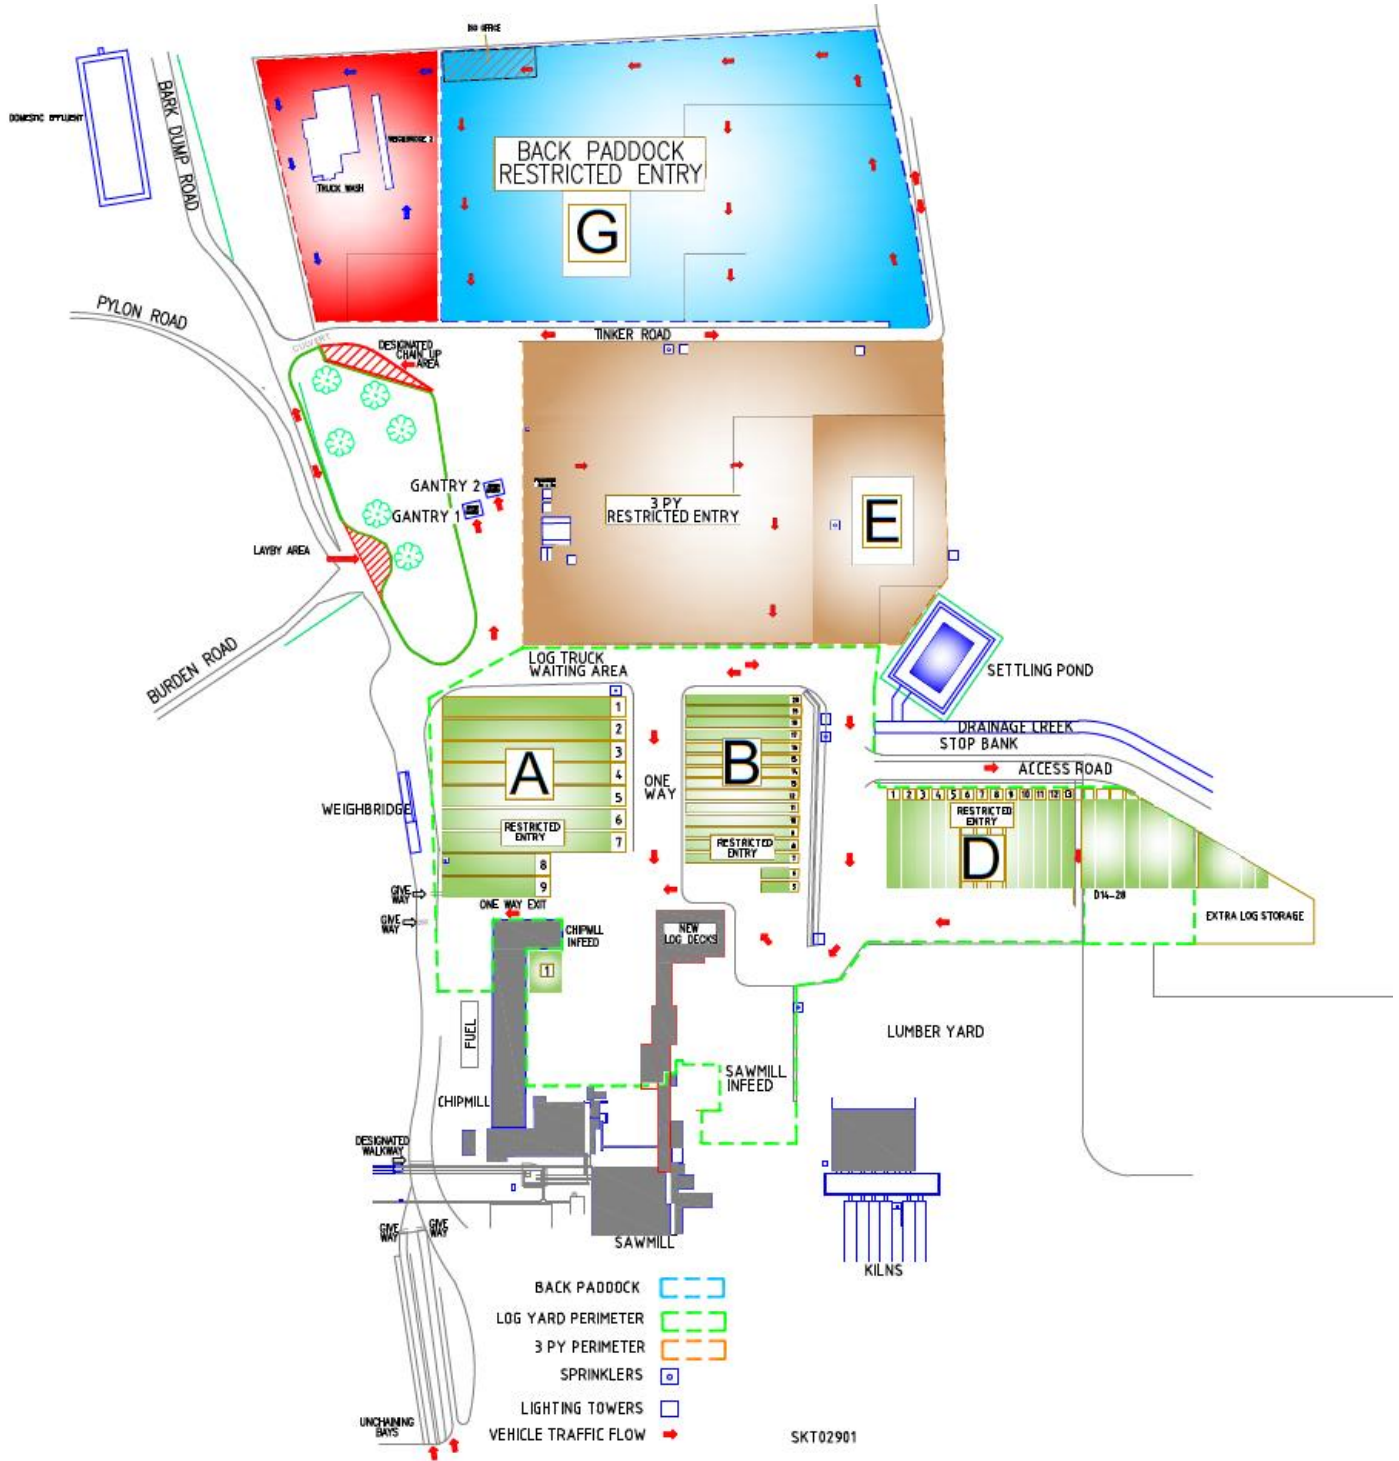 DOMESTIC EFFLUENT
BARK DUMP ROAD
TRUCK WASH
BACK PADDOCK
RESTRICTED ENTRY
G
PYLON ROAD
CULVERT
DESIGNATED
CHAIN UP
AREA
TINKER ROAD
GANTRY 2
GANTRY 1
3 PY
RESTRICTED ENTRY
E
LAYBY AREA
BURDEN ROAD
LOG TRUCK
WAITING AREA
SETTLING POND
DRAINAGE CREEK
STOP BANK
ACCESS ROAD
WEIGHBRIDGE
A
RESTRICTED
ENTRY
1
2
3
4
5
6
7
8
9
ONE
WAY
B
RESTRICTED
ENTRY
1 2 3 4 5 6 7 8 9 10 11 12 13
RESTRICTED
ENTRY
D
D14-28
EXTRA LOG STORAGE
GIVE
WAY
GIVE
WAY
ONE WAY EXIT
CHIPMILL
INFEED
1
NEW
LOG DECKS
FUEL
LUMBER YARD
SAWMILL
INFEED
CHIPMILL
DESIGNATED
WALKWAY
GIVE
WAY
GIVE
WAY
SAWMILL
KILNS
BACK PADDOCK
LOG YARD PERIMETER
3 PY PERIMETER
SPRINKLERS
LIGHTING TOWERS
VEHICLE TRAFFIC FLOW
UNCHAINING
BAYS
SKT02901